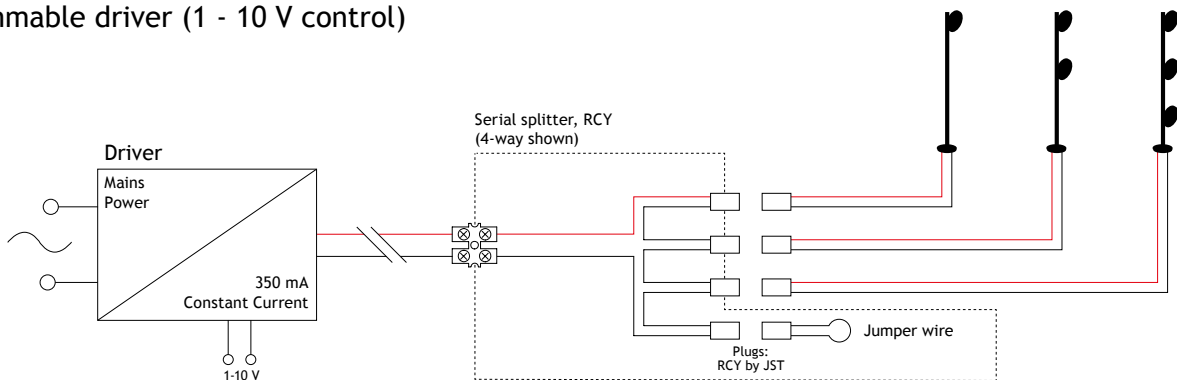 mmable driver (1 - 10 V control)
Serial splitter, RCY
(4-way shown)
Driver
Mains
Power
350 mA
Constant Current
Jumper wire
Plugs:
RCY by JST
1-10 V